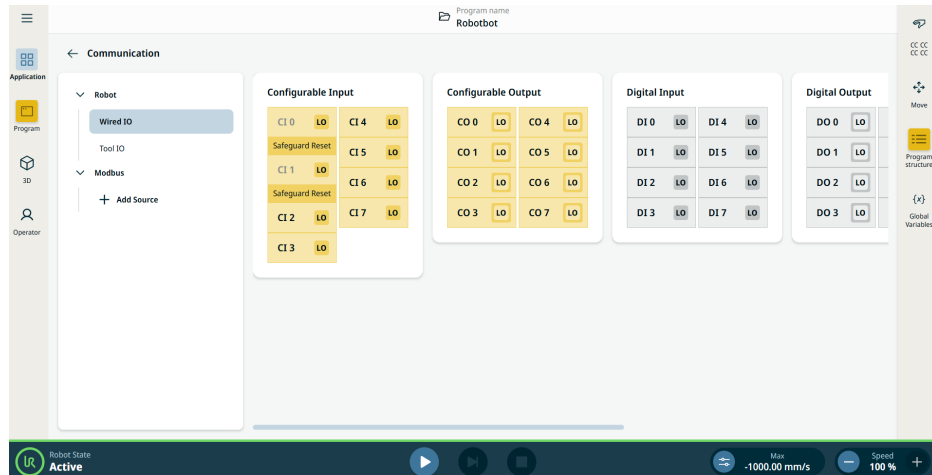 Program name
Robotbot
Application
Program
3D
Operator
Communication
Robot
Wired IO
Tool IO
Modbus
Add Source
Configurable Input
CI 0 LO CI 4 LO
Safeguard Reset
CI 5 LO
CI 1 LO
CI 6 LO
Safeguard Reset
CI 2 LO CI 7 LO
CI 3 LO
Configurable Output
CO 0 LO CO 4 LO
CO 1 LO CO 5 LO
CO 2 LO CO 6 LO
CO 3 LO CO 7 LO
Digital Input
DI 0 LO DI 4 LO
DI 1 LO DI 5 LO
DI 2 LO DI 6 LO
DI 3 LO DI 7 LO
Digital Output
DO 0 LO
DO 1 LO
DO 2 LO
DO 3 LO
CC CC
CC CC
Move
Program
structure
{x}
Global
Variables
UR
Robot State
Active
Max
-1000.00 mm/s
Speed
100 %